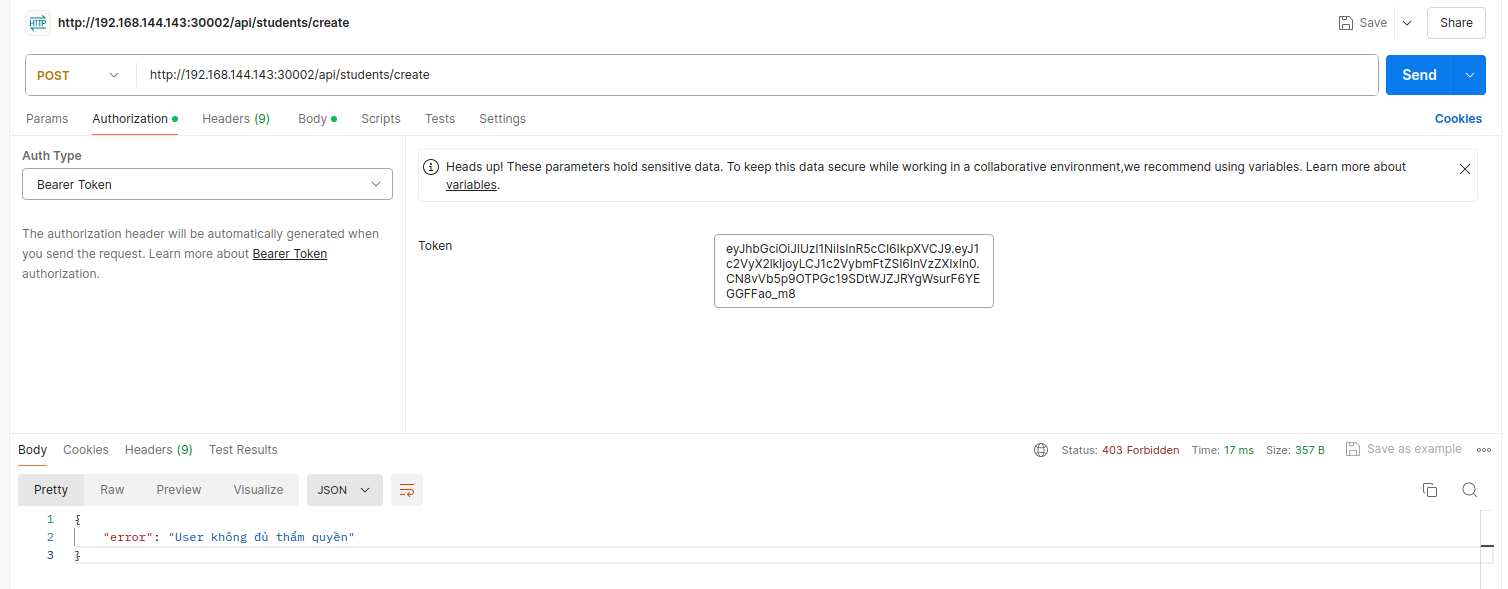 HTTP http://192.168.144.143:30002/api/students/create Save Share
POST http://192.168.144.143:30002/api/students/create Send
Params Authorization Headers (9) Body Scripts Tests Settings Cookies
Auth Type
Bearer Token
The authorization header will be automatically generated when
you send the request. Learn more about Bearer Token
authorization.
Heads up! These parameters hold sensitive data. To keep this data secure while working in a collaborative environment,we recommend using variables. Learn more about
variables.
Token
eyJhbGciOiJIUzI1NiIsInR5cCI6IkpXVCJ9.eyJ1
c2VyX2lkIjoyLCJ1c2VybmFtZSI6InVzZXIxIn0.
CN8vVb5p9OTPGc19SDtWJZJRYgWsurF6YE
GGFFao_m8
Body Cookies Headers (9) Test Results Status: 403 Forbidden Time: 17 ms Size: 357 B Save as example
Pretty Raw Preview Visualize JSON
1 {
2 "error": "User không đủ thẩm quyền"
3 }